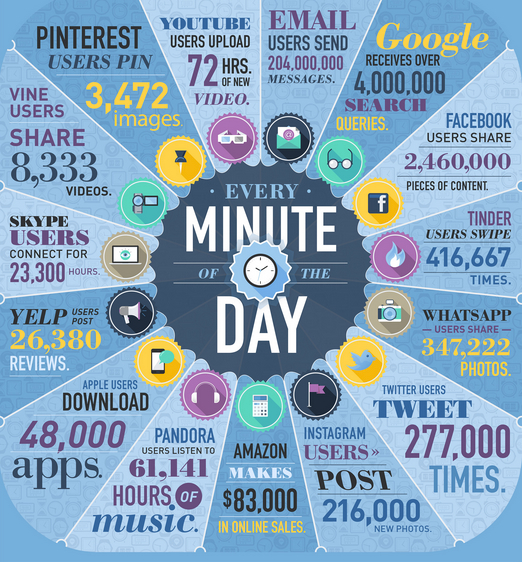 EVERY
MINUTE
OF THE
DAY
EMAIL
USERS SEND
204,000,000
MESSAGES.
Google
RECEIVES OVER
4,000,000
SEARCH
QUERIES.
FACEBOOK
USERS SHARE
2,460,000
PIECES OF CONTENT.
TINDER
USERS SWIPE
416,667
TIMES.
WHATSAPP
USERS SHARE
347,222
PHOTOS.
TWITTER USERS
TWEET
277,000
TIMES.
INSTAGRAM
USERS»
POST
216,000
NEW PHOTOS.
AMAZON
MAKES
$83,000
IN ONLINE SALES.
PANDORA
USERS LISTEN TO
61,141
HOURS OF
music.
APPLE USERS
DOWNLOAD
48,000
apps.
YELP USERS POST
26,380
REVIEWS.
SKYPE
USERS
CONNECT FOR
23,300 HOURS.
VINE
USERS
SHARE
8,333
VIDEOS.
PINTEREST
USERS PIN
3,472
images
YOUTUBE
USERS UPLOAD
72 HRS.
OF NEW
VIDEO.